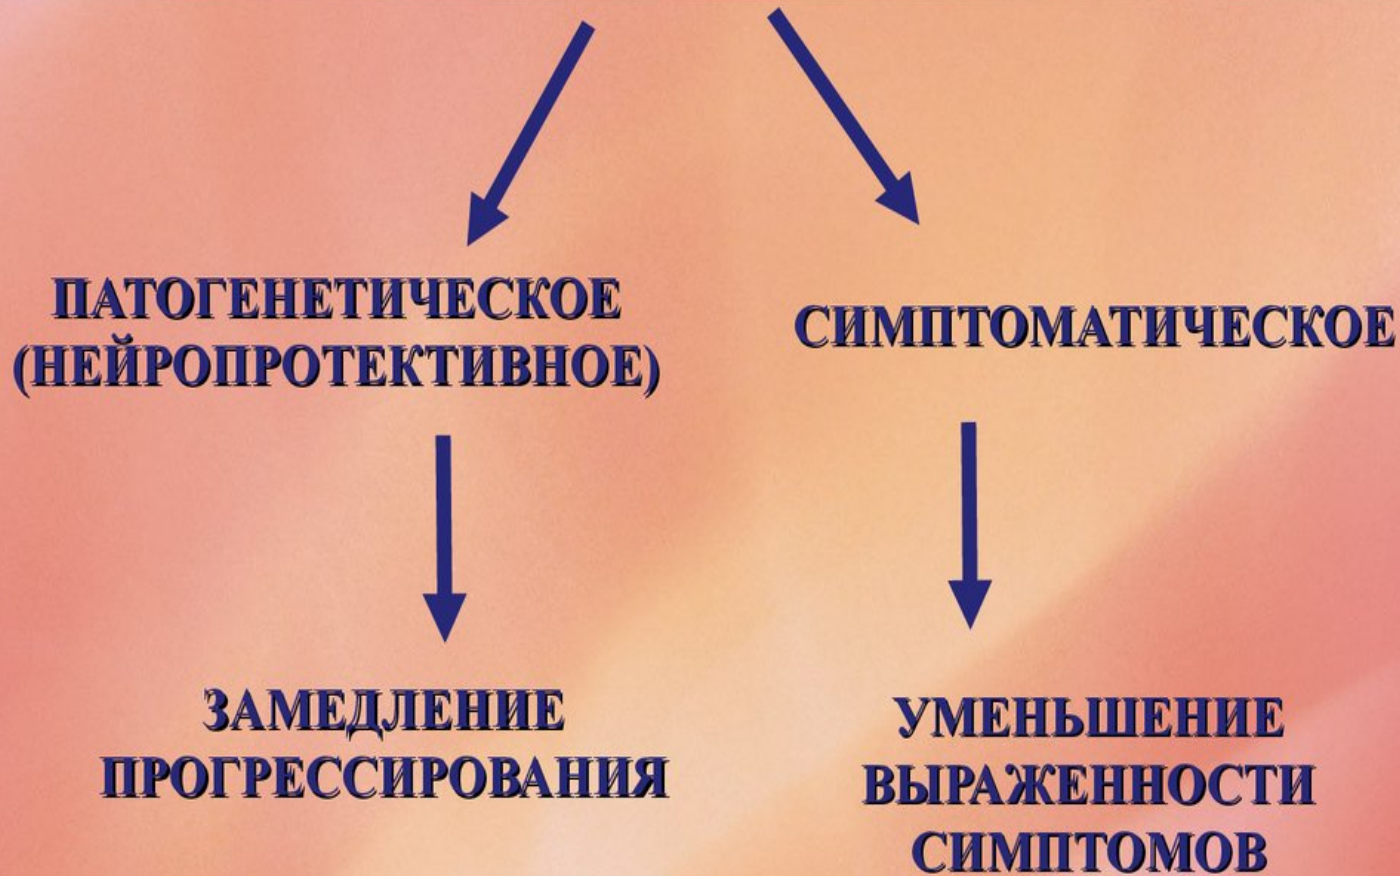 ПАТОГЕНЕТИЧЕСКОЕ
(НЕЙРОПРОТЕКТИВНОЕ)
СИМПТОМАТИЧЕСКОЕ
ЗАМЕДЛЕНИЕ
ПРОГРЕССИРОВАНИЯ
УМЕНЬШЕНИЕ
ВЫРАЖЕННОСТИ
СИМПТОМОВ